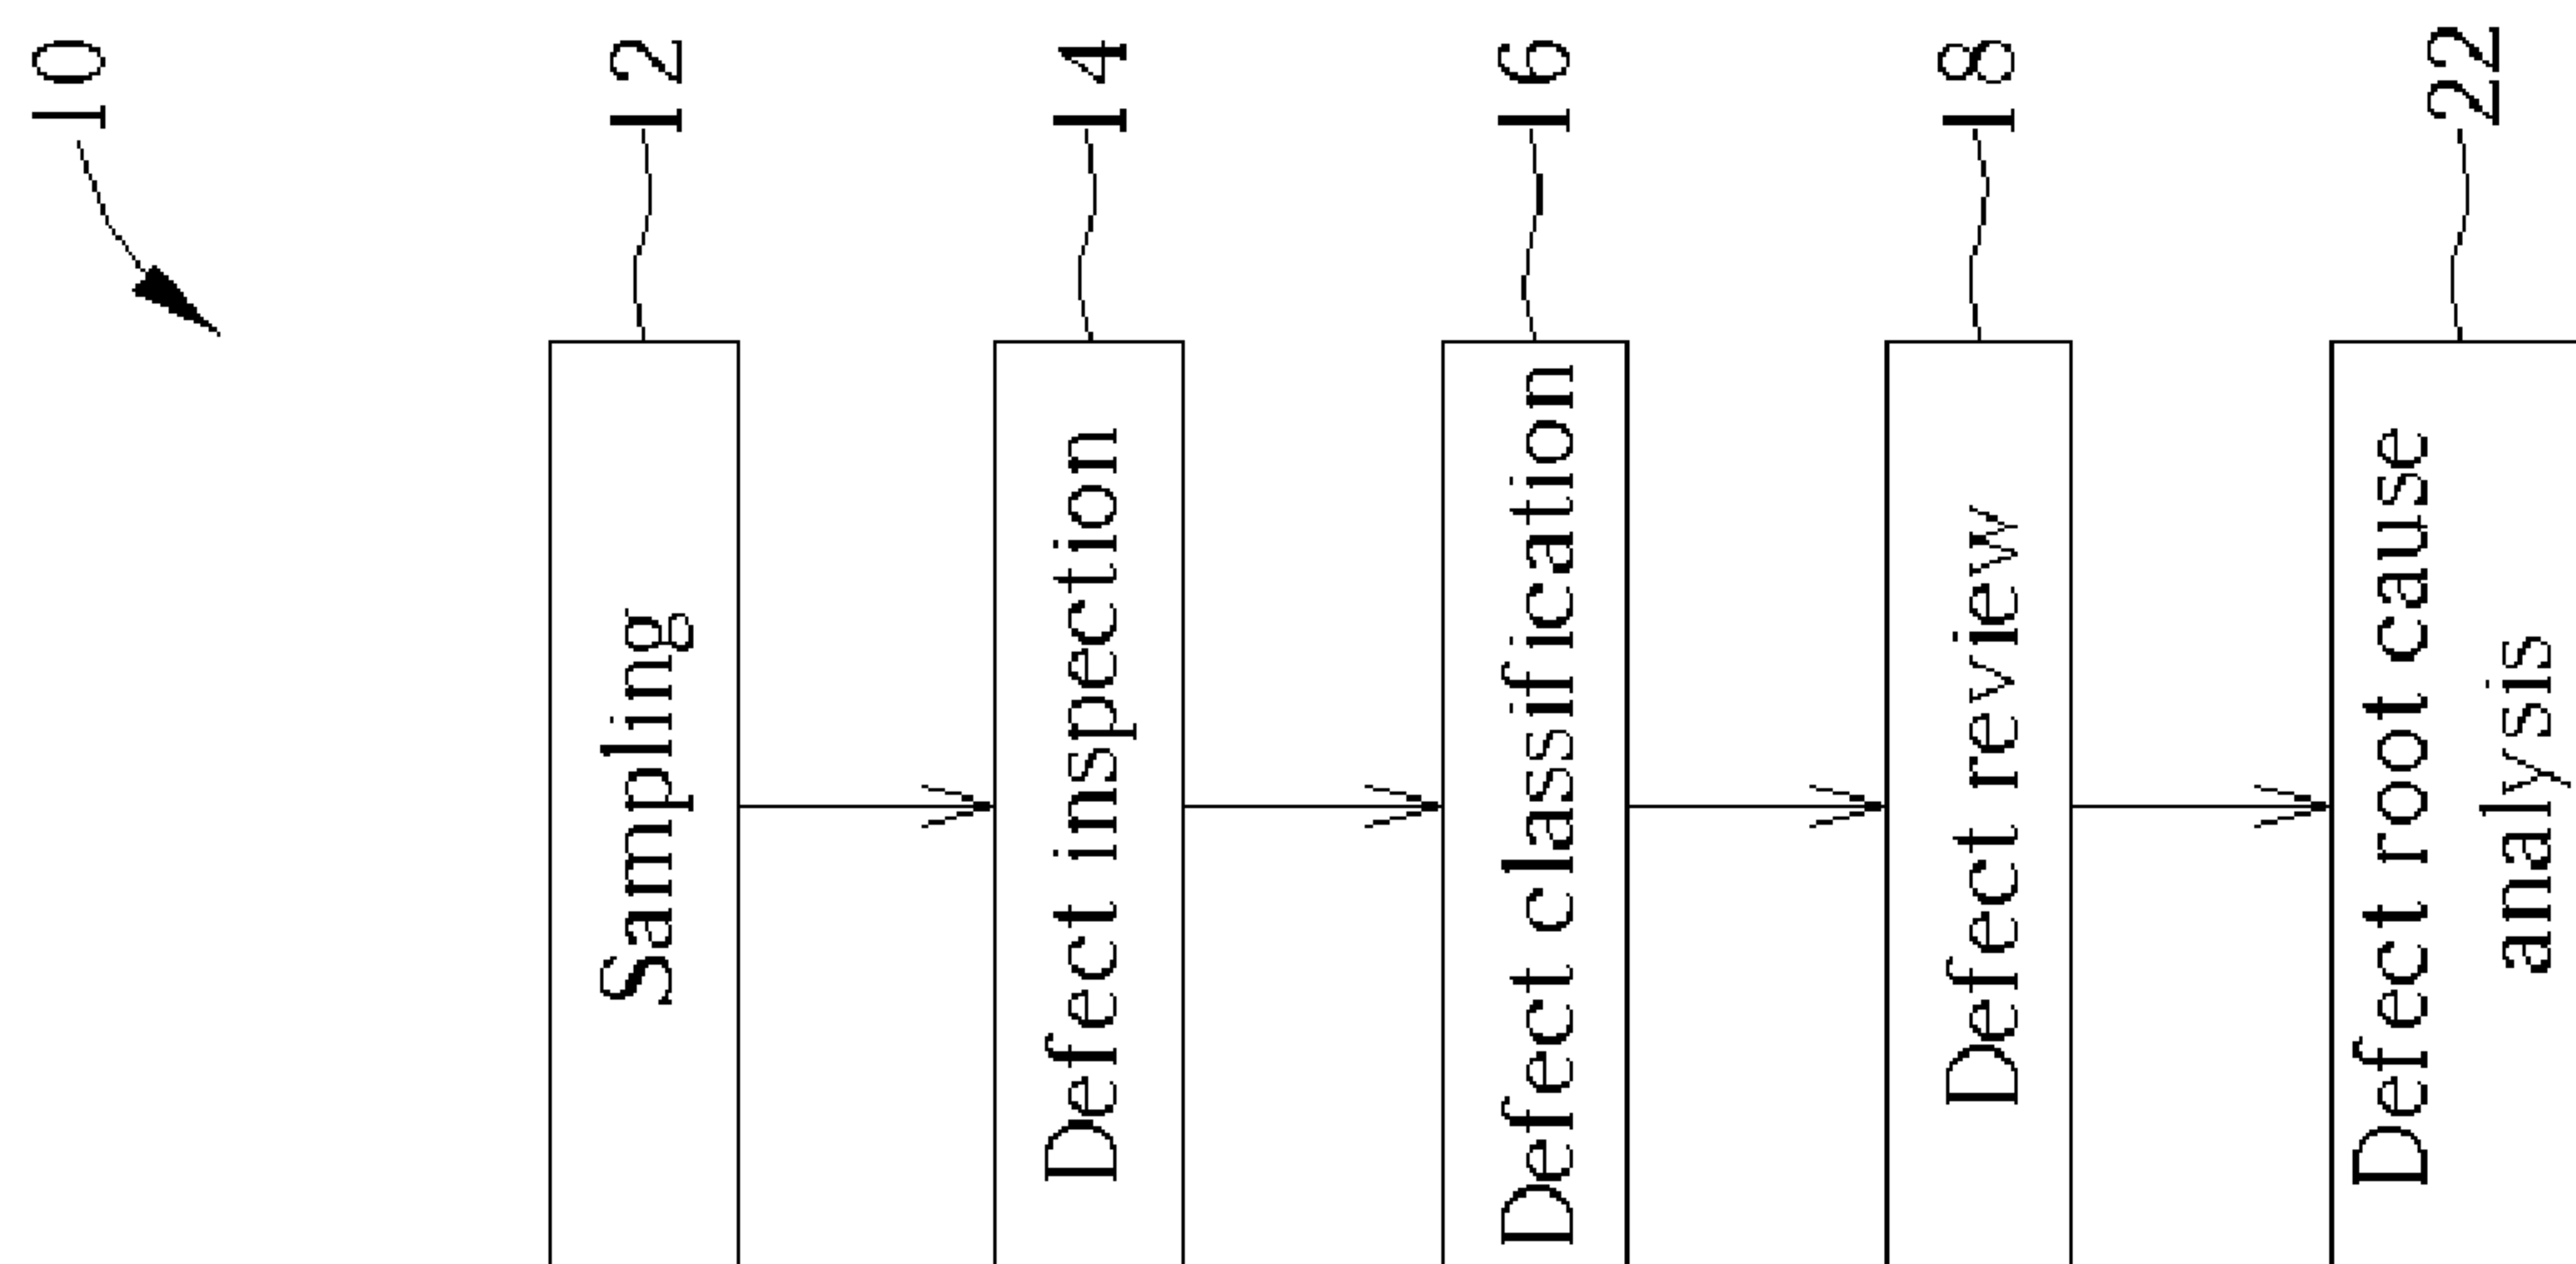 10
Sampling 12
Defect inspection 14
Defect classification 16
Defect review 18
Defect root cause 22
analysis